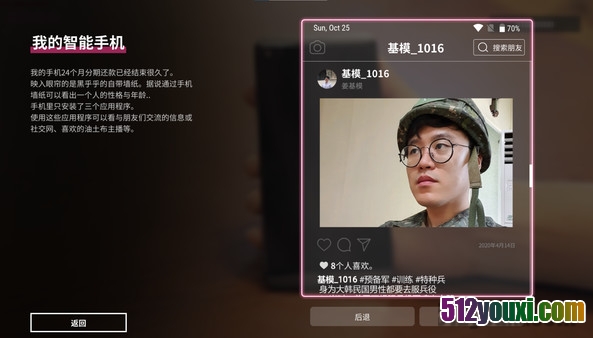 我的智能手机
我的手机24个月分期还款已经结束很久了。
映入眼帘的是黑乎乎的自带墙纸。据说通过手机
墙纸可以看出一个人的性格与年龄..
手机里只安装了三个应用程序。
使用这些应用程序可以看与朋友们交流的信息或
社交网、喜欢的油土布主播等。
返回
Sun, Oct 25
70%
基模_1016
搜索朋友
基模_1016
姜基模
2020年4月14日
8个人喜欢。
基模_1016 #预备军 #训练 #特种兵
身为大韩民国男性都要去服兵役
后退
512youxi.com